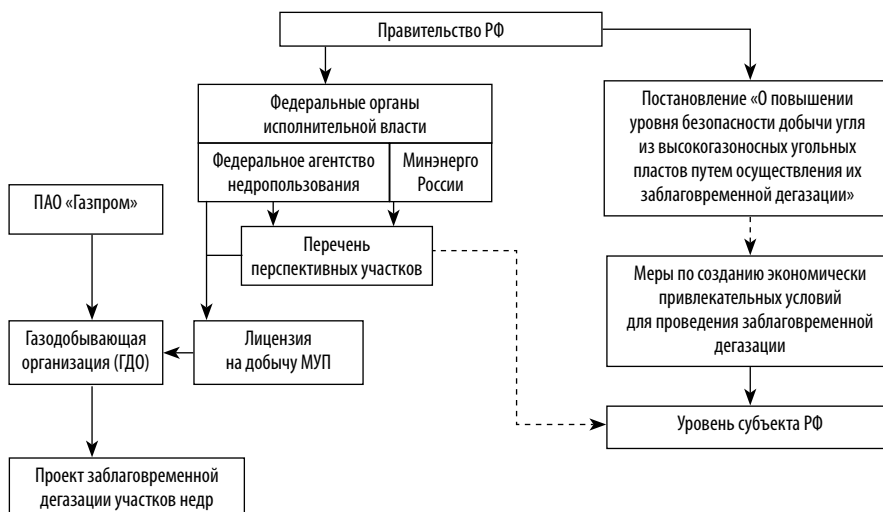 Правительство РФ
Федеральные органы
исполнительной власти
Федеральное агентство
недропользования
Минэнерго
России
Постановление «О повышении
уровня безопасности добычи угля
из высокогазоносных угольных
пластов путем осуществления их
заблаговременной дегазации»
ПАО «Газпром»
Перечень
перспективных участков
Меры по созданию экономически
привлекательных условий
для проведения заблаговременной
дегазации
Газодобывающая
организация (ГДО)
Лицензия
на добычу МУП
Уровень субъекта РФ
Проект заблаговременной
дегазации участков недр